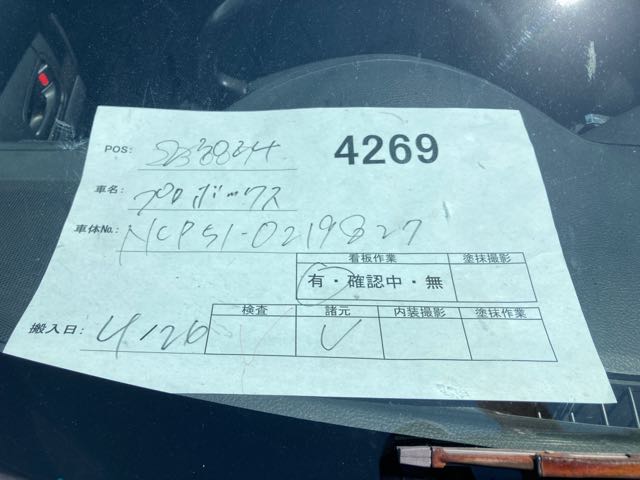 POS: 4269
車名: プロボックス
車体No.: NCP51-0219827
看板作業 塗抹撮影
有・確認中・無
検査 諸元 内装撮影 塗抹作業
搬入日: 4/26